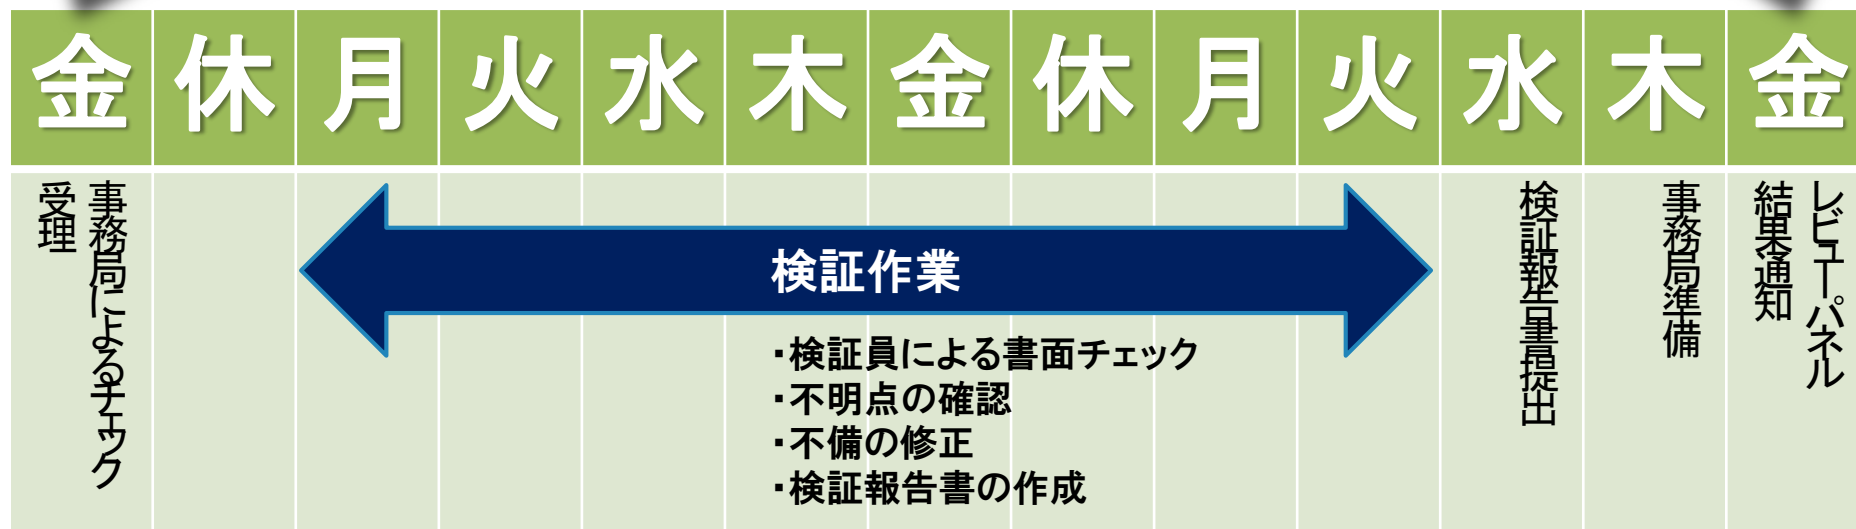 金 休 月 火 水 木 金 休 月 火 水 木 金
事務局によるチェック
受理
検証作業
・検証員による書面チェック
・不明点の確認
・不備の修正
・検証報告書の作成
検証報告書提出
事務局準備
レビューパネル
結果通知